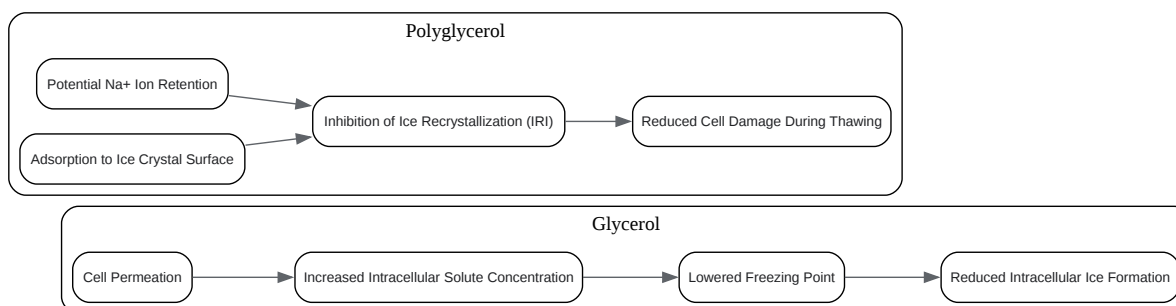 Polyglycerol
Potential Na+ Ion Retention
Adsorption to Ice Crystal Surface
Inhibition of Ice Recrystallization (IRI)
Reduced Cell Damage During Thawing
Glycerol
Cell Permeation
Increased Intracellular Solute Concentration
Lowered Freezing Point
Reduced Intracellular Ice Formation